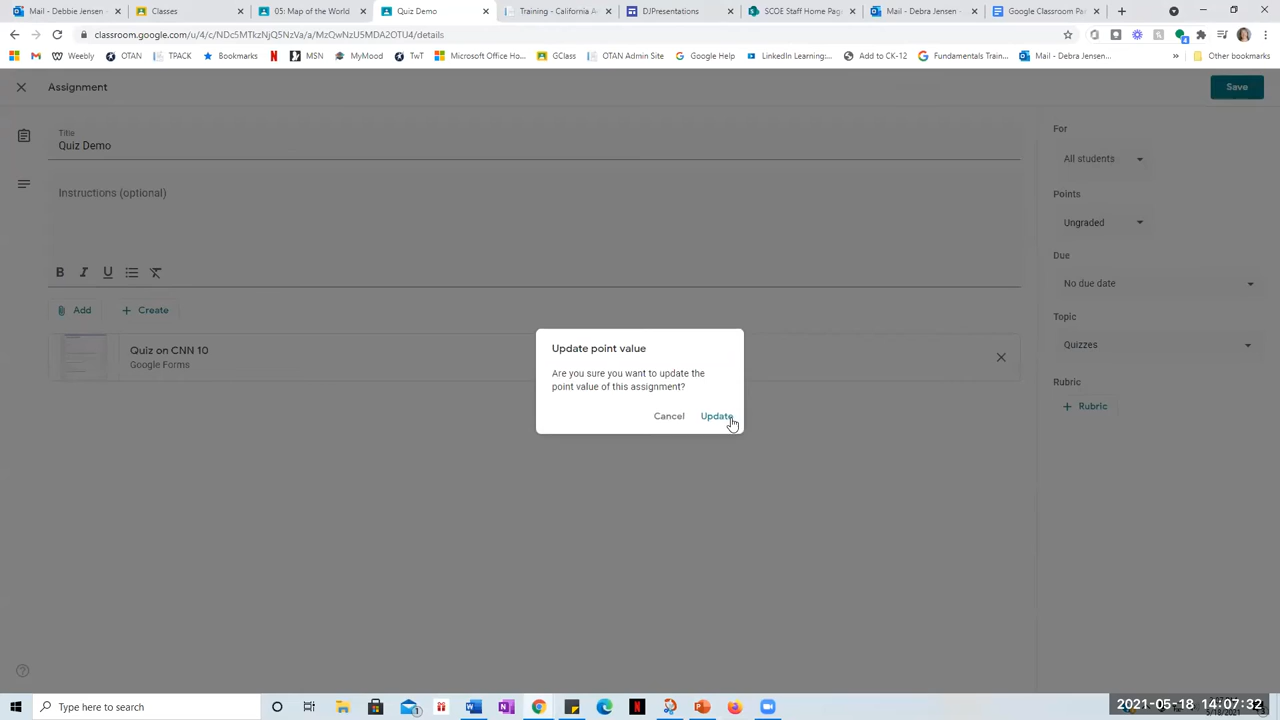 Mail - Debbie Jensen -
Classes
05: Map of the World
Quiz Demo
Training - California A
DJPresentations
SCOE Staff Home Pag
Mail - Debra Jensen -
Google Classroom Pa
classroom.google.com/u/4/c/NDc5MTkzNjQ5NzVa/a/MzQwNzU5MDA2OTU4/details
Weebly
OTAN
TPACK
Bookmarks
MSN
MyMood
TwT
Microsoft Office Ho...
GClass
OTAN Admin Site
Google Help
LinkedIn Learning:...
Add to CK-12
Fundamentals Train...
Mail - Debra Jensen...
»
Other bookmarks
Assignment
Save
Title
Quiz Demo
Instructions (optional)
B I U
Add
+ Create
Quiz on CNN 10
Google Forms
For
All students
Points
Ungraded
Due
No due date
Topic
Quizzes
Rubric
+ Rubric
Update point value
Are you sure you want to update the
point value of this assignment?
Cancel Update
Type here to search
2021-05-18 14:07:32